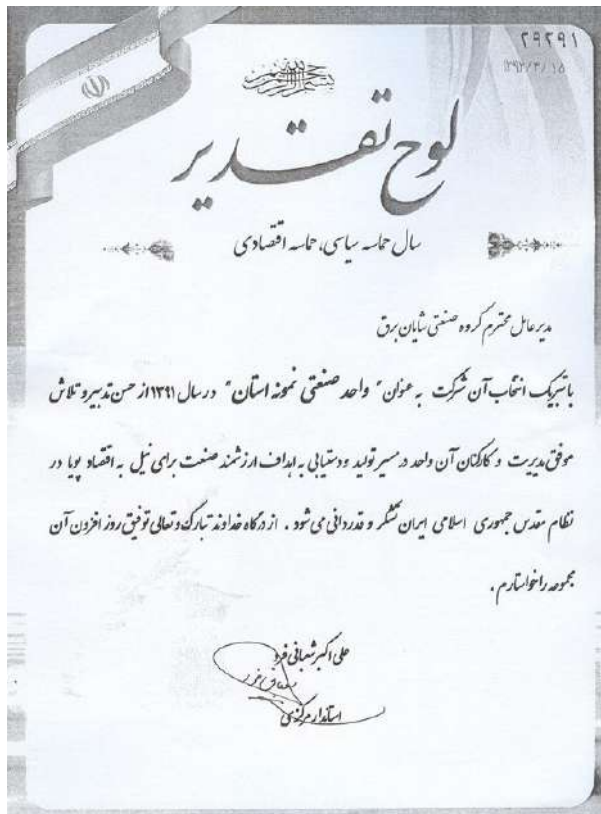 ۲۹۲۹۱
۱۳۹۲/۴/۱۵
بسم الله الرحمن الرحیم
لوح تقدیر
سال حماسه سیاسی، حماسه اقتصادی
مدیر عامل محترم گروه صنعتی شایان برق
با تبریک انتخاب آن شرکت به عنوان " واحد صنعتی نمونه استان " در سال ۱۳۹۱ از حسن تدبیر و تلاش
موفق مدیریت و کارکنان آن واحد در مسیر تولید و دستیابی به اهداف ارزشمند صنعت برای نیل به اقتصاد پویا در
نظام مقدس جمهوری اسلامی ایران تشکر و قدردانی می شود . از درگاه خداوند تبارک و تعالی توفیق روز افزون آن
مجموعه را خواستارم .
علی اکبر شعبانی فرد
استاندار مرکزی